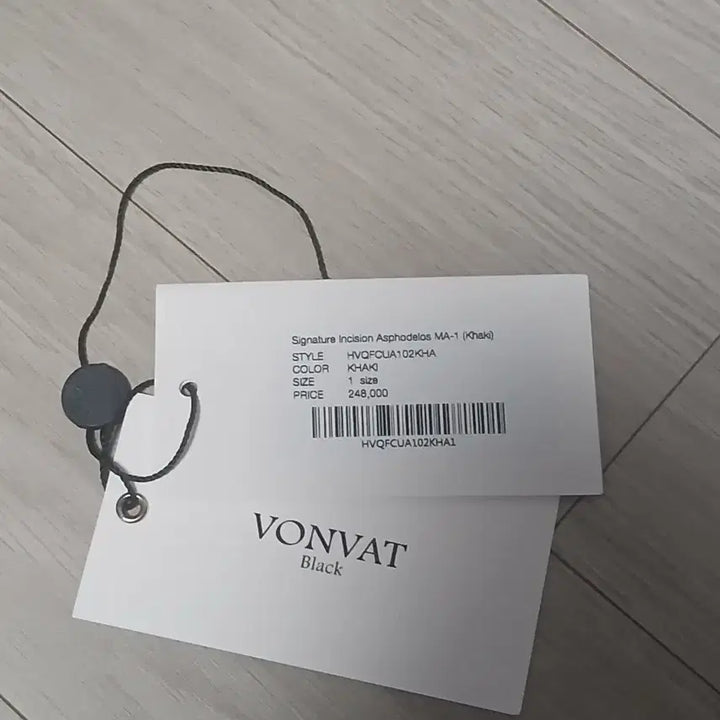 Signature Incision Asphodelos MA-1 (Khaki)
STYLE HVQFCUA102KHA
COLOR KHAKI
SIZE 1 size
PRICE 248,000
HVQFCUA102KHA1
VONVAT
Black